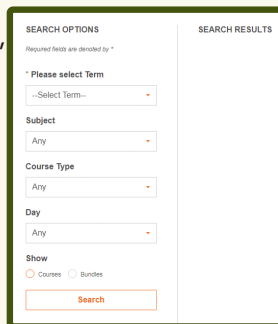 SEARCH OPTIONS
SEARCH RESULTS
Required fields are denoted by *
* Please select Term
--Select Term--
Subject
Any
Course Type
Any
Day
Any
Show
Courses Bundles
Search